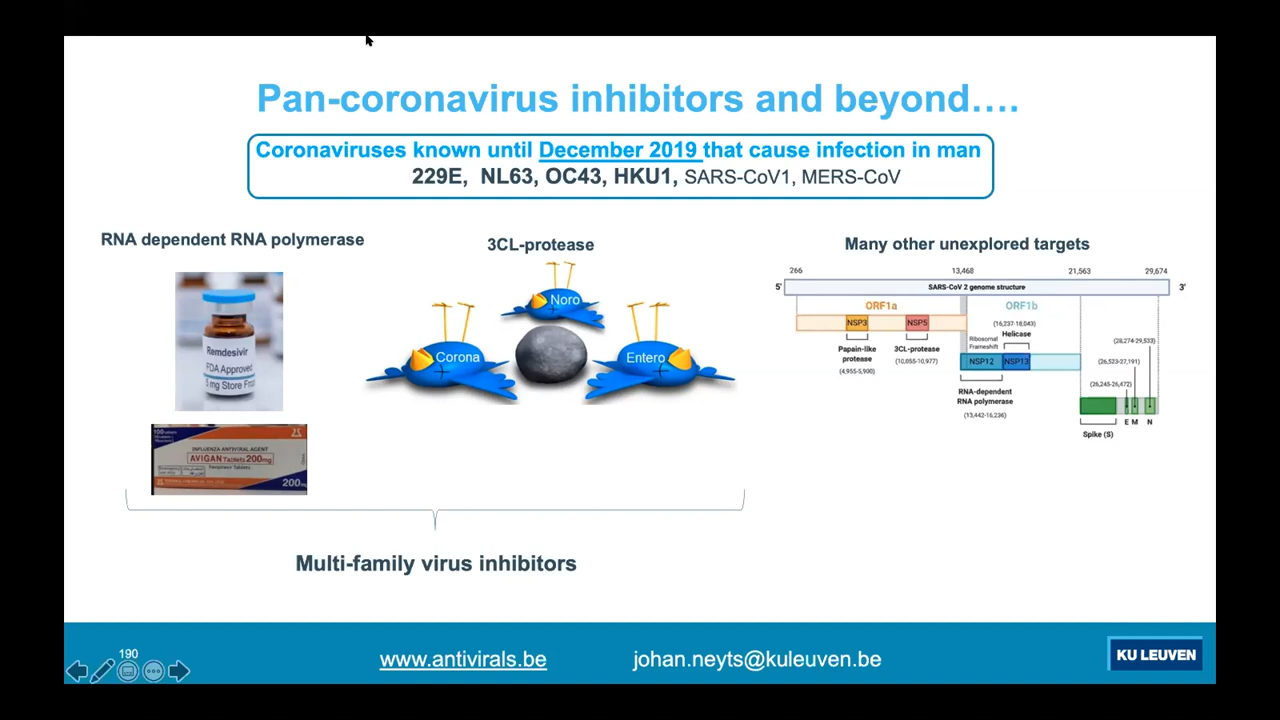 Pan-coronavirus inhibitors and beyond….
Coronaviruses known until December 2019 that cause infection in man
229E, NL63, OC43, HKU1, SARS-CoV1, MERS-CoV
RNA dependent RNA polymerase
Remdesivir
FDA Approved
5 mg Store
INFLUENZA ANTIVIRAL AGENT
AVIGAN Tablets 200mg
Favipiravir Tablets
200mg
3CL-protease
Noro
Corona
Entero
Multi-family virus inhibitors
Many other unexplored targets
266
13,468
21,563
29,674
5'
SARS-CoV 2 genome structure
3'
ORF1a
ORF1b
NSP3
NSP5
(16,237-18,043)
Helicase
Papain-like
protease
(4,955-5,900)
3CL-protease
(10,055-10,977)
Ribosomal
Frameshift
NSP12
NSP13
RNA-dependent
RNA polymerase
(13,442-16,236)
(28,274-29,533)
(26,523-27,191)
(26,245-26,472)
E M N
Spike (S)
190
www.antivirals.be
johan.neyts@kuleuven.be
KU LEUVEN